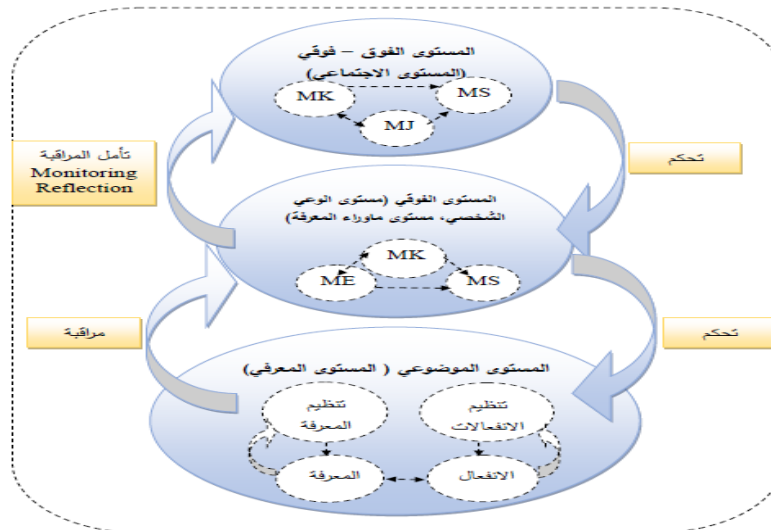 المستوى الفوق – فوقي
(المستوى الاجتماعي)
MK
MS
MJ
تأمل المراقبة
Monitoring
Reflection
تحكم
المستوى الفوقي (مستوى الوعي
الشخصي، مستوى ماوراء المعرفة)
MK
ME
MS
مراقبة
تحكم
المستوى الموضوعي ( المستوى المعرفي)
تنظيم
الانفعالات
تنظيم
المعرفة
الانفعال
المعرفة